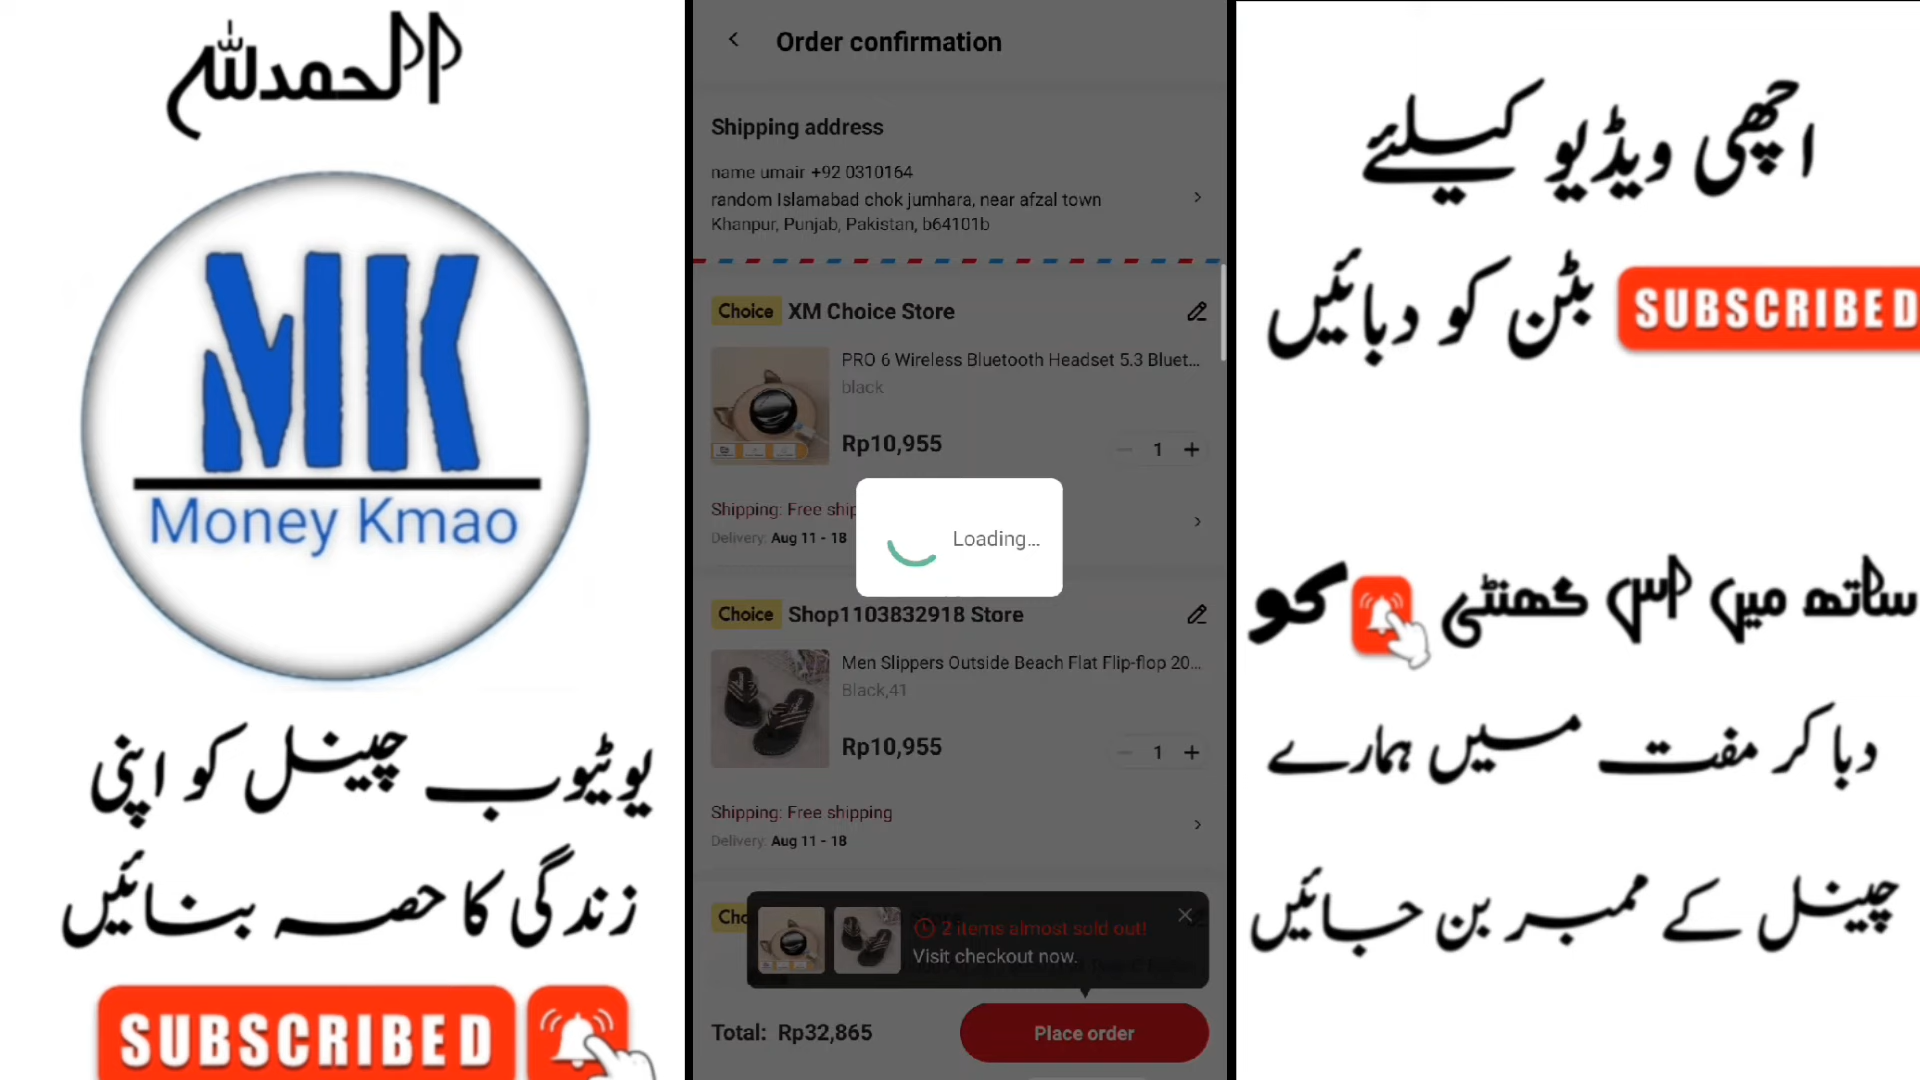 الحمدللہ
MK
Money Kmao
یوٹیوب چینل کو اپنی
زندگی کا حصہ بنائیں
SUBSCRIBED
Order confirmation
Shipping address
name umair +92 0310164
random Islamabad chok jumhara, near afzal town
Khanpur, Punjab, Pakistan, b64101b
Choice XM Choice Store
PRO 6 Wireless Bluetooth Headset 5.3 Bluet...
black
Rp10,955
1
Shipping: Free ship
Delivery: Aug 11 - 18
Loading...
Choice Shop1103832918 Store
Men Slippers Outside Beach Flat Flip-flop 20...
Black,41
Rp10,955
1
Shipping: Free shipping
Delivery: Aug 11 - 18
2 items almost sold out!
Visit checkout now.
Total: Rp32,865
Place order
اچھی ویڈیو کیلئے
SUBSCRIBED بٹن کو دبائیں
ساتھ میں اس گھنٹی کو
دبا کر مفت میں ہمارے
چینل کے ممبر بن جائیں